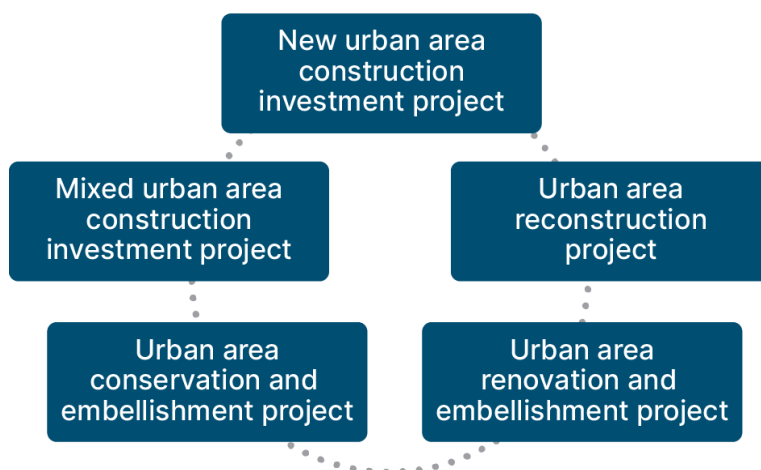 New urban area
construction
investment project
Mixed urban area
construction
investment project
Urban area
reconstruction
project
Urban area
conservation and
embellishment project
Urban area
renovation and
embellishment project